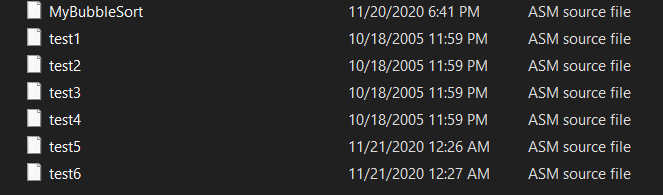 MyBubbleSort 11/20/2020 6:41 PM ASM source file
test1 10/18/2005 11:59 PM ASM source file
test2 10/18/2005 11:59 PM ASM source file
test3 10/18/2005 11:59 PM ASM source file
test4 10/18/2005 11:59 PM ASM source file
test5 11/21/2020 12:26 AM ASM source file
test6 11/21/2020 12:27 AM ASM source file